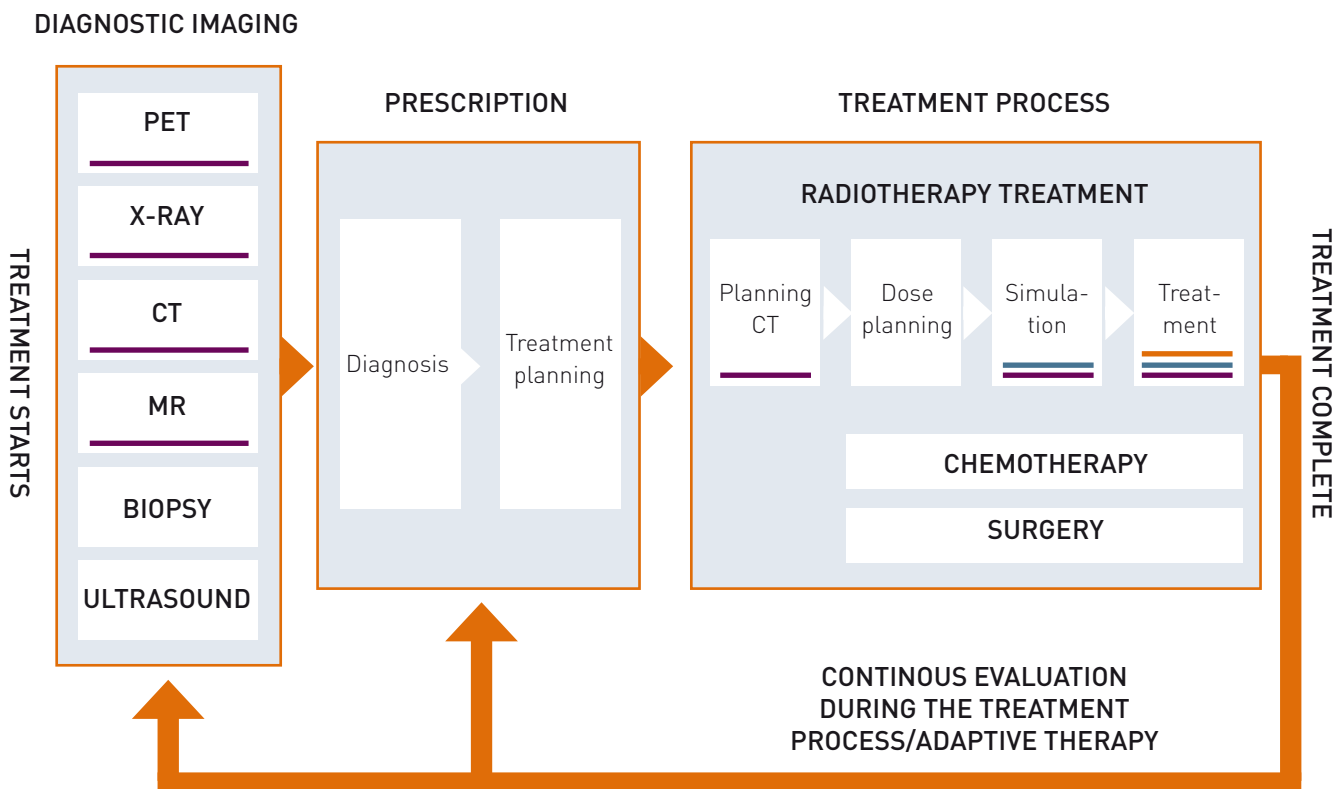 DIAGNOSTIC IMAGING
TREATMENT STARTS
PET
X-RAY
CT
MR
BIOPSY
ULTRASOUND
PRESCRIPTION
Diagnosis
Treatment
planning
TREATMENT PROCESS
RADIOTHERAPY TREATMENT
Planning
CT
Dose
planning
Simula-
tion
Treat-
ment
CHEMOTHERAPY
SURGERY
TREATMENT COMPLETE
CONTINOUS EVALUATION
DURING THE TREATMENT
PROCESS/ADAPTIVE THERAPY